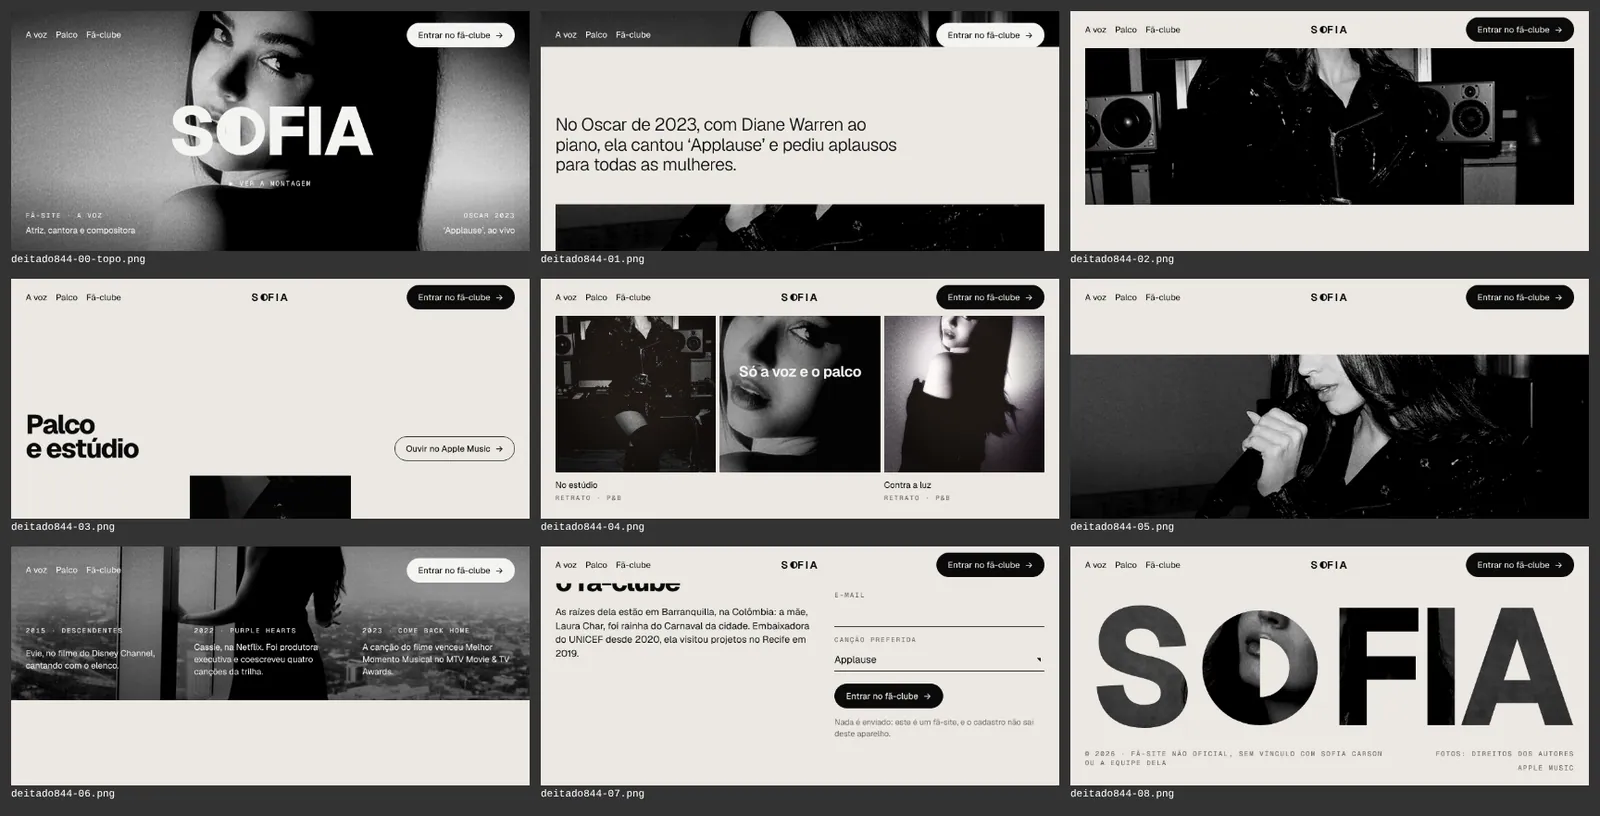 A voz Palco Fã-clube
Entrar no fã-clube →
SOFIA
▶ VER A MONTAGEM
FÃ-SITE · A VOZ
Atriz, cantora e compositora
OSCAR 2023
‘Applause’, ao vivo
deitado844-00-topo.png
A voz Palco Fã-clube
Entrar no fã-clube →
No Oscar de 2023, com Diane Warren ao
piano, ela cantou ‘Applause’ e pediu aplausos
para todas as mulheres.
deitado844-01.png
A voz Palco Fã-clube
SOFIA
Entrar no fã-clube →
deitado844-02.png
A voz Palco Fã-clube
SOFIA
Entrar no fã-clube →
Palco
e estúdio
Ouvir no Apple Music →
deitado844-03.png
A voz Palco Fã-clube
SOFIA
Entrar no fã-clube →
Só a voz e o palco
No estúdio
RETRATO · P&B
Contra a luz
RETRATO · P&B
deitado844-04.png
A voz Palco Fã-clube
SOFIA
Entrar no fã-clube →
deitado844-05.png
A voz Palco Fã-clube
Entrar no fã-clube →
2015 · DESCENDENTES
Evie, no filme do Disney Channel,
cantando com o elenco.
2022 · PURPLE HEARTS
Cassie, na Netflix. Foi produtora
executiva e coescreveu quatro
canções da trilha.
2023 · COME BACK HOME
A canção do filme venceu Melhor
Momento Musical no MTV Movie & TV
Awards.
deitado844-06.png
A voz Palco Fã-clube
SOFIA
Entrar no fã-clube →
o fã-clube
As raízes dela estão em Barranquilla, na Colômbia: a mãe,
Laura Char, foi rainha do Carnaval da cidade. Embaixadora
do UNICEF desde 2020, ela visitou projetos no Recife em
2019.
E-MAIL
CANÇÃO PREFERIDA
Applause
Entrar no fã-clube →
Nada é enviado: este é um fã-site, e o cadastro não sai
deste aparelho.
deitado844-07.png
A voz Palco Fã-clube
SOFIA
Entrar no fã-clube →
SOFIA
© 2026 · FÃ-SITE NÃO OFICIAL, SEM VÍNCULO COM SOFIA CARSON
OU A EQUIPE DELA
FOTOS: DIREITOS DOS AUTORES
APPLE MUSIC
deitado844-08.png